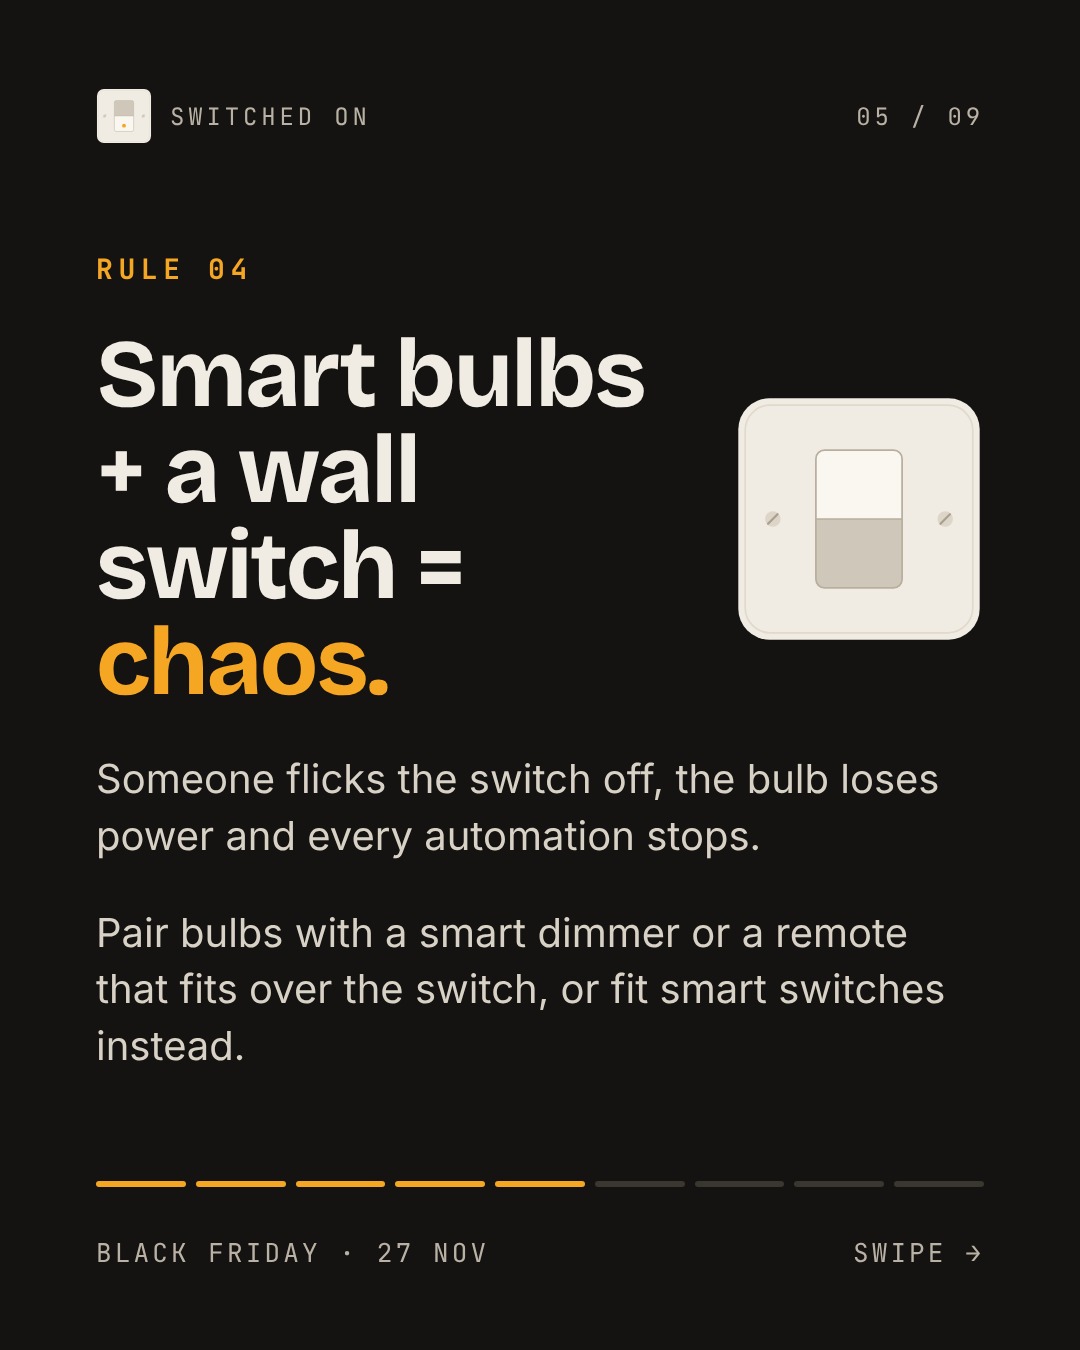 SWITCHED ON
05 / 09
RULE 04
Smart bulbs
+ a wall
switch =
chaos.
Someone flicks the switch off, the bulb loses
power and every automation stops.
Pair bulbs with a smart dimmer or a remote
that fits over the switch, or fit smart switches
instead.
BLACK FRIDAY · 27 NOV
SWIPE →